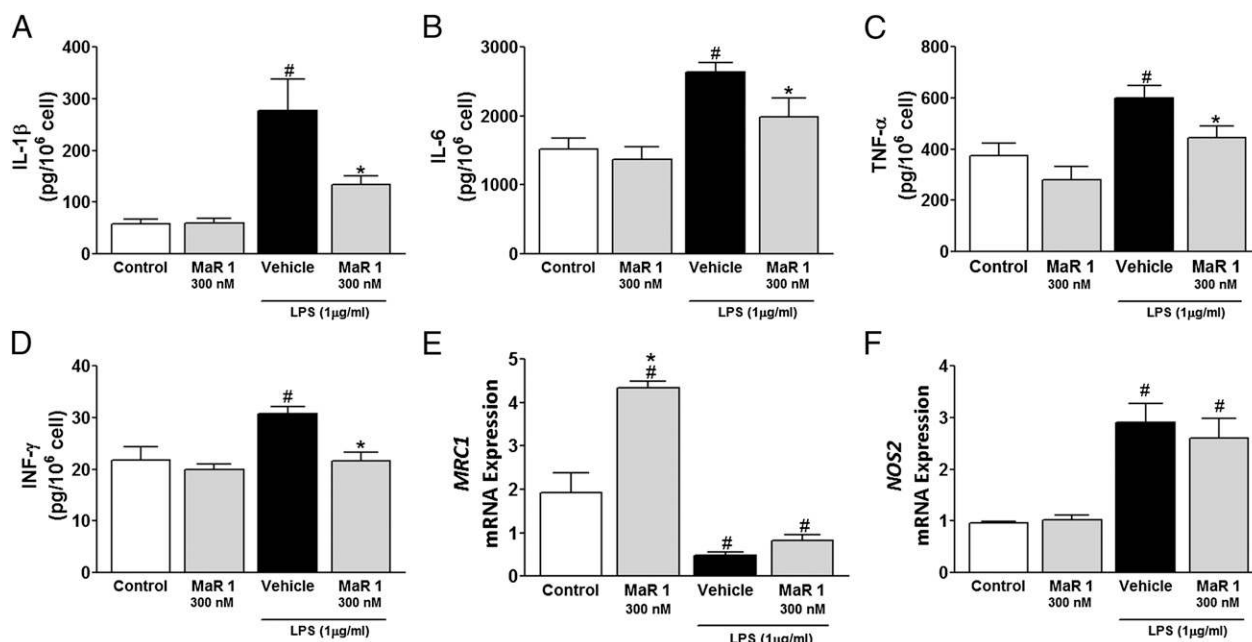 A
IL-1β
(pg/10⁶ cell)
400
300
200
100
0
#
*
Control
MaR 1
300 nM
Vehicle
MaR 1
300 nM
LPS (1μg/ml)
B
IL-6
(pg/10⁶ cell)
3000
2000
1000
0
#
*
Control
MaR 1
300 nM
Vehicle
MaR 1
300 nM
LPS (1μg/ml)
C
TNF-α
(pg/10⁶ cell)
800
600
400
200
0
#
*
Control
MaR 1
300 nM
Vehicle
MaR 1
300 nM
LPS (1μg/ml)
D
INF-γ
(pg/10⁶ cell)
40
30
20
10
0
#
*
Control
MaR 1
300 nM
Vehicle
MaR 1
300 nM
LPS (1μg/ml)
E
MRC1
mRNA Expression
5
4
3
2
1
0
*
#
#
#
Control
MaR 1
300 nM
Vehicle
MaR 1
300 nM
LPS (1μg/ml)
F
NOS2
mRNA Expression
4
3
2
1
0
#
#
Control
MaR 1
300 nM
Vehicle
MaR 1
300 nM
LPS (1μg/ml)